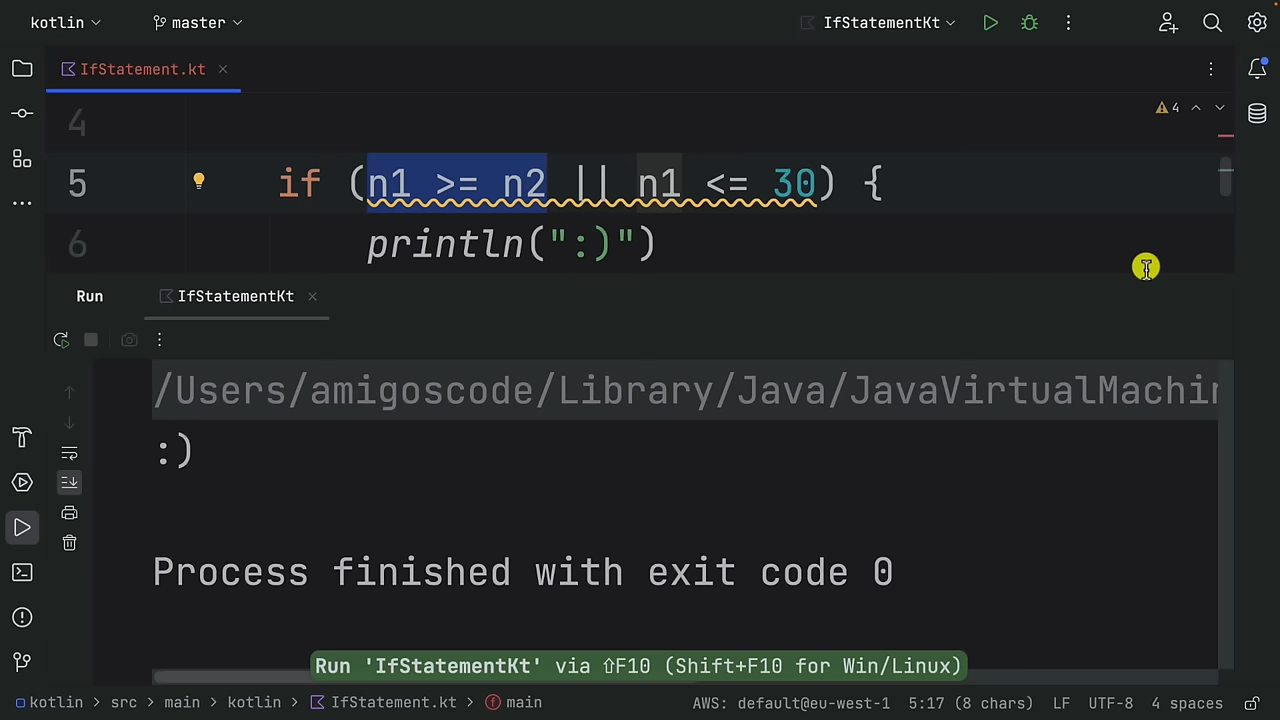 kotlin master IfStatementKt
IfStatement.kt
4
4
5 if (n1 >= n2 || n1 <= 30) {
6 println(":)")
Run IfStatementKt
/Users/amigoscode/Library/Java/JavaVirtualMachin
:)
Process finished with exit code 0
Run 'IfStatementKt' via ⇧F10 (Shift+F10 for Win/Linux)
kotlin > src > main > kotlin > IfStatement.kt > main AWS: default@eu-west-1 5:17 (8 chars) LF UTF-8 4 spaces